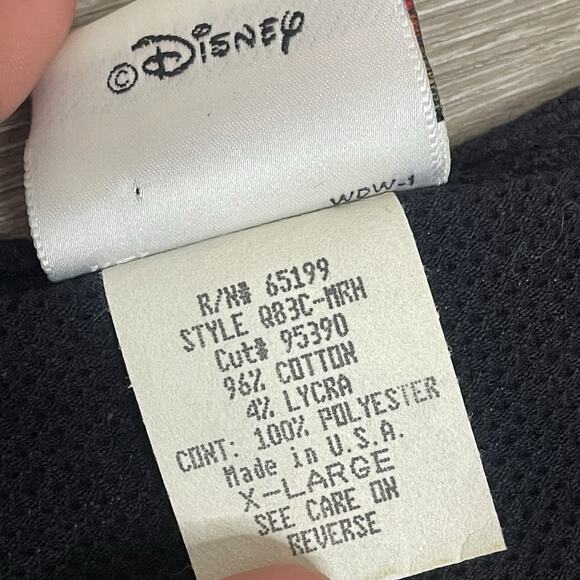 © Disney
WDW-1
R/N# 65199
STYLE Q83C-MRH
Cut# 95390
96% COTTON
4% LYCRA
CONT: 100% POLYESTER
Made in U.S.A.
X-LARGE
SEE CARE ON
REVERSE